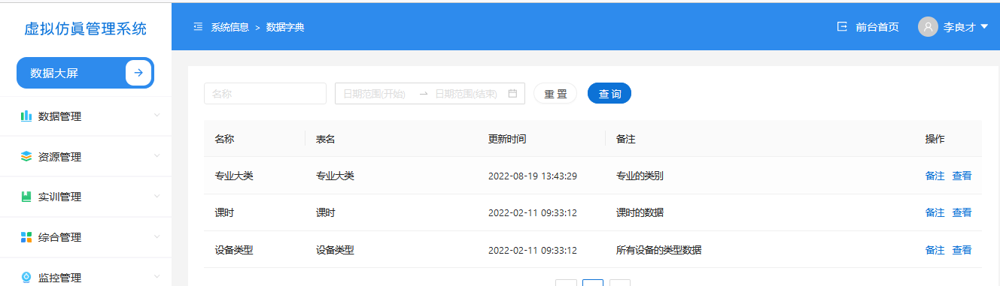 虚拟仿真管理系统
系统信息 > 数据字典
前台首页
李良才
数据大屏
数据管理
资源管理
实训管理
综合管理
监控管理
名称
日期范围(开始)
日期范围(结束)
重置
查询
名称 表名 更新时间 备注 操作
专业大类 专业大类 2022-08-19 13:43:29 专业的类别 备注 查看
课时 课时 2022-02-11 09:33:12 课时的数据 备注 查看
设备类型 设备类型 2022-02-11 09:33:12 所有设备的类型数据 备注 查看